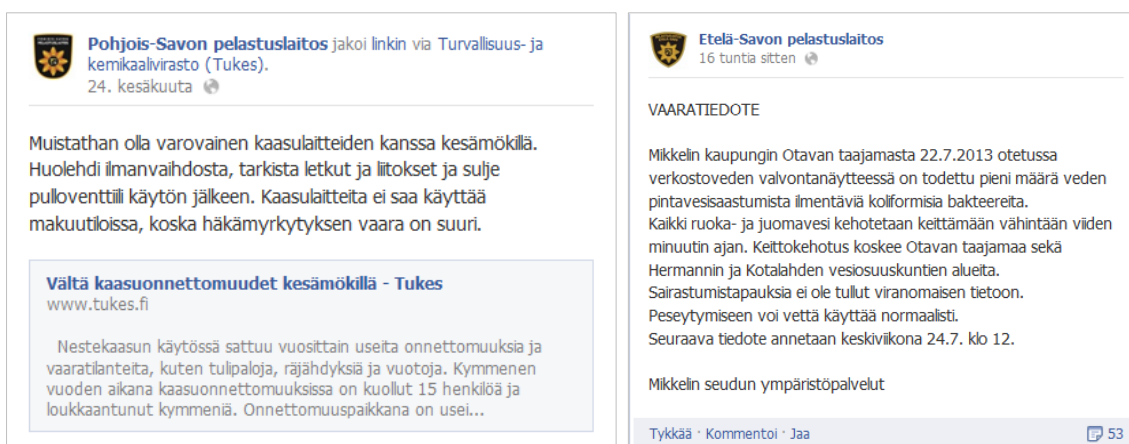 Pohjois-Savon pelastuslaitos jakoi linkin via Turvallisuus- ja
kemikaalivirasto (Tukes).
24. kesäkuuta
Muistathan olla varovainen kaasulaitteiden kanssa kesämökillä.
Huolehdi ilmanvaihdosta, tarkista letkut ja liitokset ja sulje
pulloventtiili käytön jälkeen. Kaasulaitteita ei saa käyttää
makuutiloissa, koska häkämyrkytyksen vaara on suuri.
Vältä kaasuonnettomuudet kesämökillä - Tukes
www.tukes.fi
Nestekaasun käytössä sattuu vuosittain useita onnettomuuksia ja
vaaratilanteita, kuten tulipaloja, räjähdyksiä ja vuotoja. Kymmenen
vuoden aikana kaasuonnettomuuksissa on kuollut 15 henkilöä ja
loukkaantunut kymmeniä. Onnettomuuspaikkana on usei...
Etelä-Savon pelastuslaitos
16 tuntia sitten
VAARATIEDOTE
Mikkelin kaupungin Otavan taajamasta 22.7.2013 otetussa
verkostoveden valvontanäytteessä on todettu pieni määrä veden
pintavesisaastumista ilmentäviä koliformisia bakteereita.
Kaikki ruoka- ja juomavesi kehotetaan keittämään vähintään viiden
minuutin ajan. Keittokehotus koskee Otavan taajamaa sekä
Hermannin ja Kotalahden vesiosuuskuntien alueita.
Sairastumistapauksia ei ole tullut viranomaisen tietoon.
Peseytymiseen voi vettä käyttää normaalisti.
Seuraava tiedote annetaan keskiviikona 24.7. klo 12.
Mikkelin seudun ympäristöpalvelut
Tykkää · Kommentoi · Jaa 53